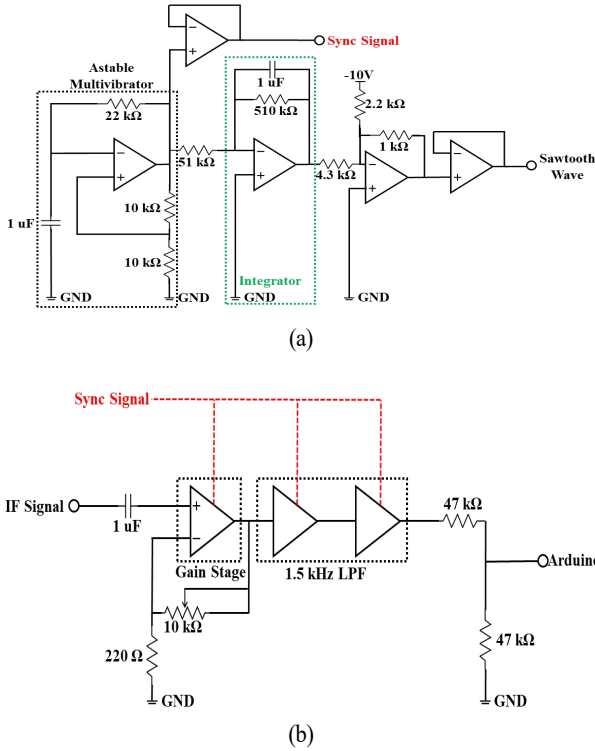 Sync Signal
Astable
Multivibrator
22 kΩ
1 uF
510 kΩ
-10V
2.2 kΩ
1 kΩ
51 kΩ
4.3 kΩ
Sawtooth
Wave
10 kΩ
1 uF
10 kΩ
Integrator
GND
GND
GND
GND
(a)
Sync Signal
IF Signal
1 uF
Gain Stage
1.5 kHz LPF
47 kΩ
Arduino
10 kΩ
220 Ω
47 kΩ
GND
GND
(b)